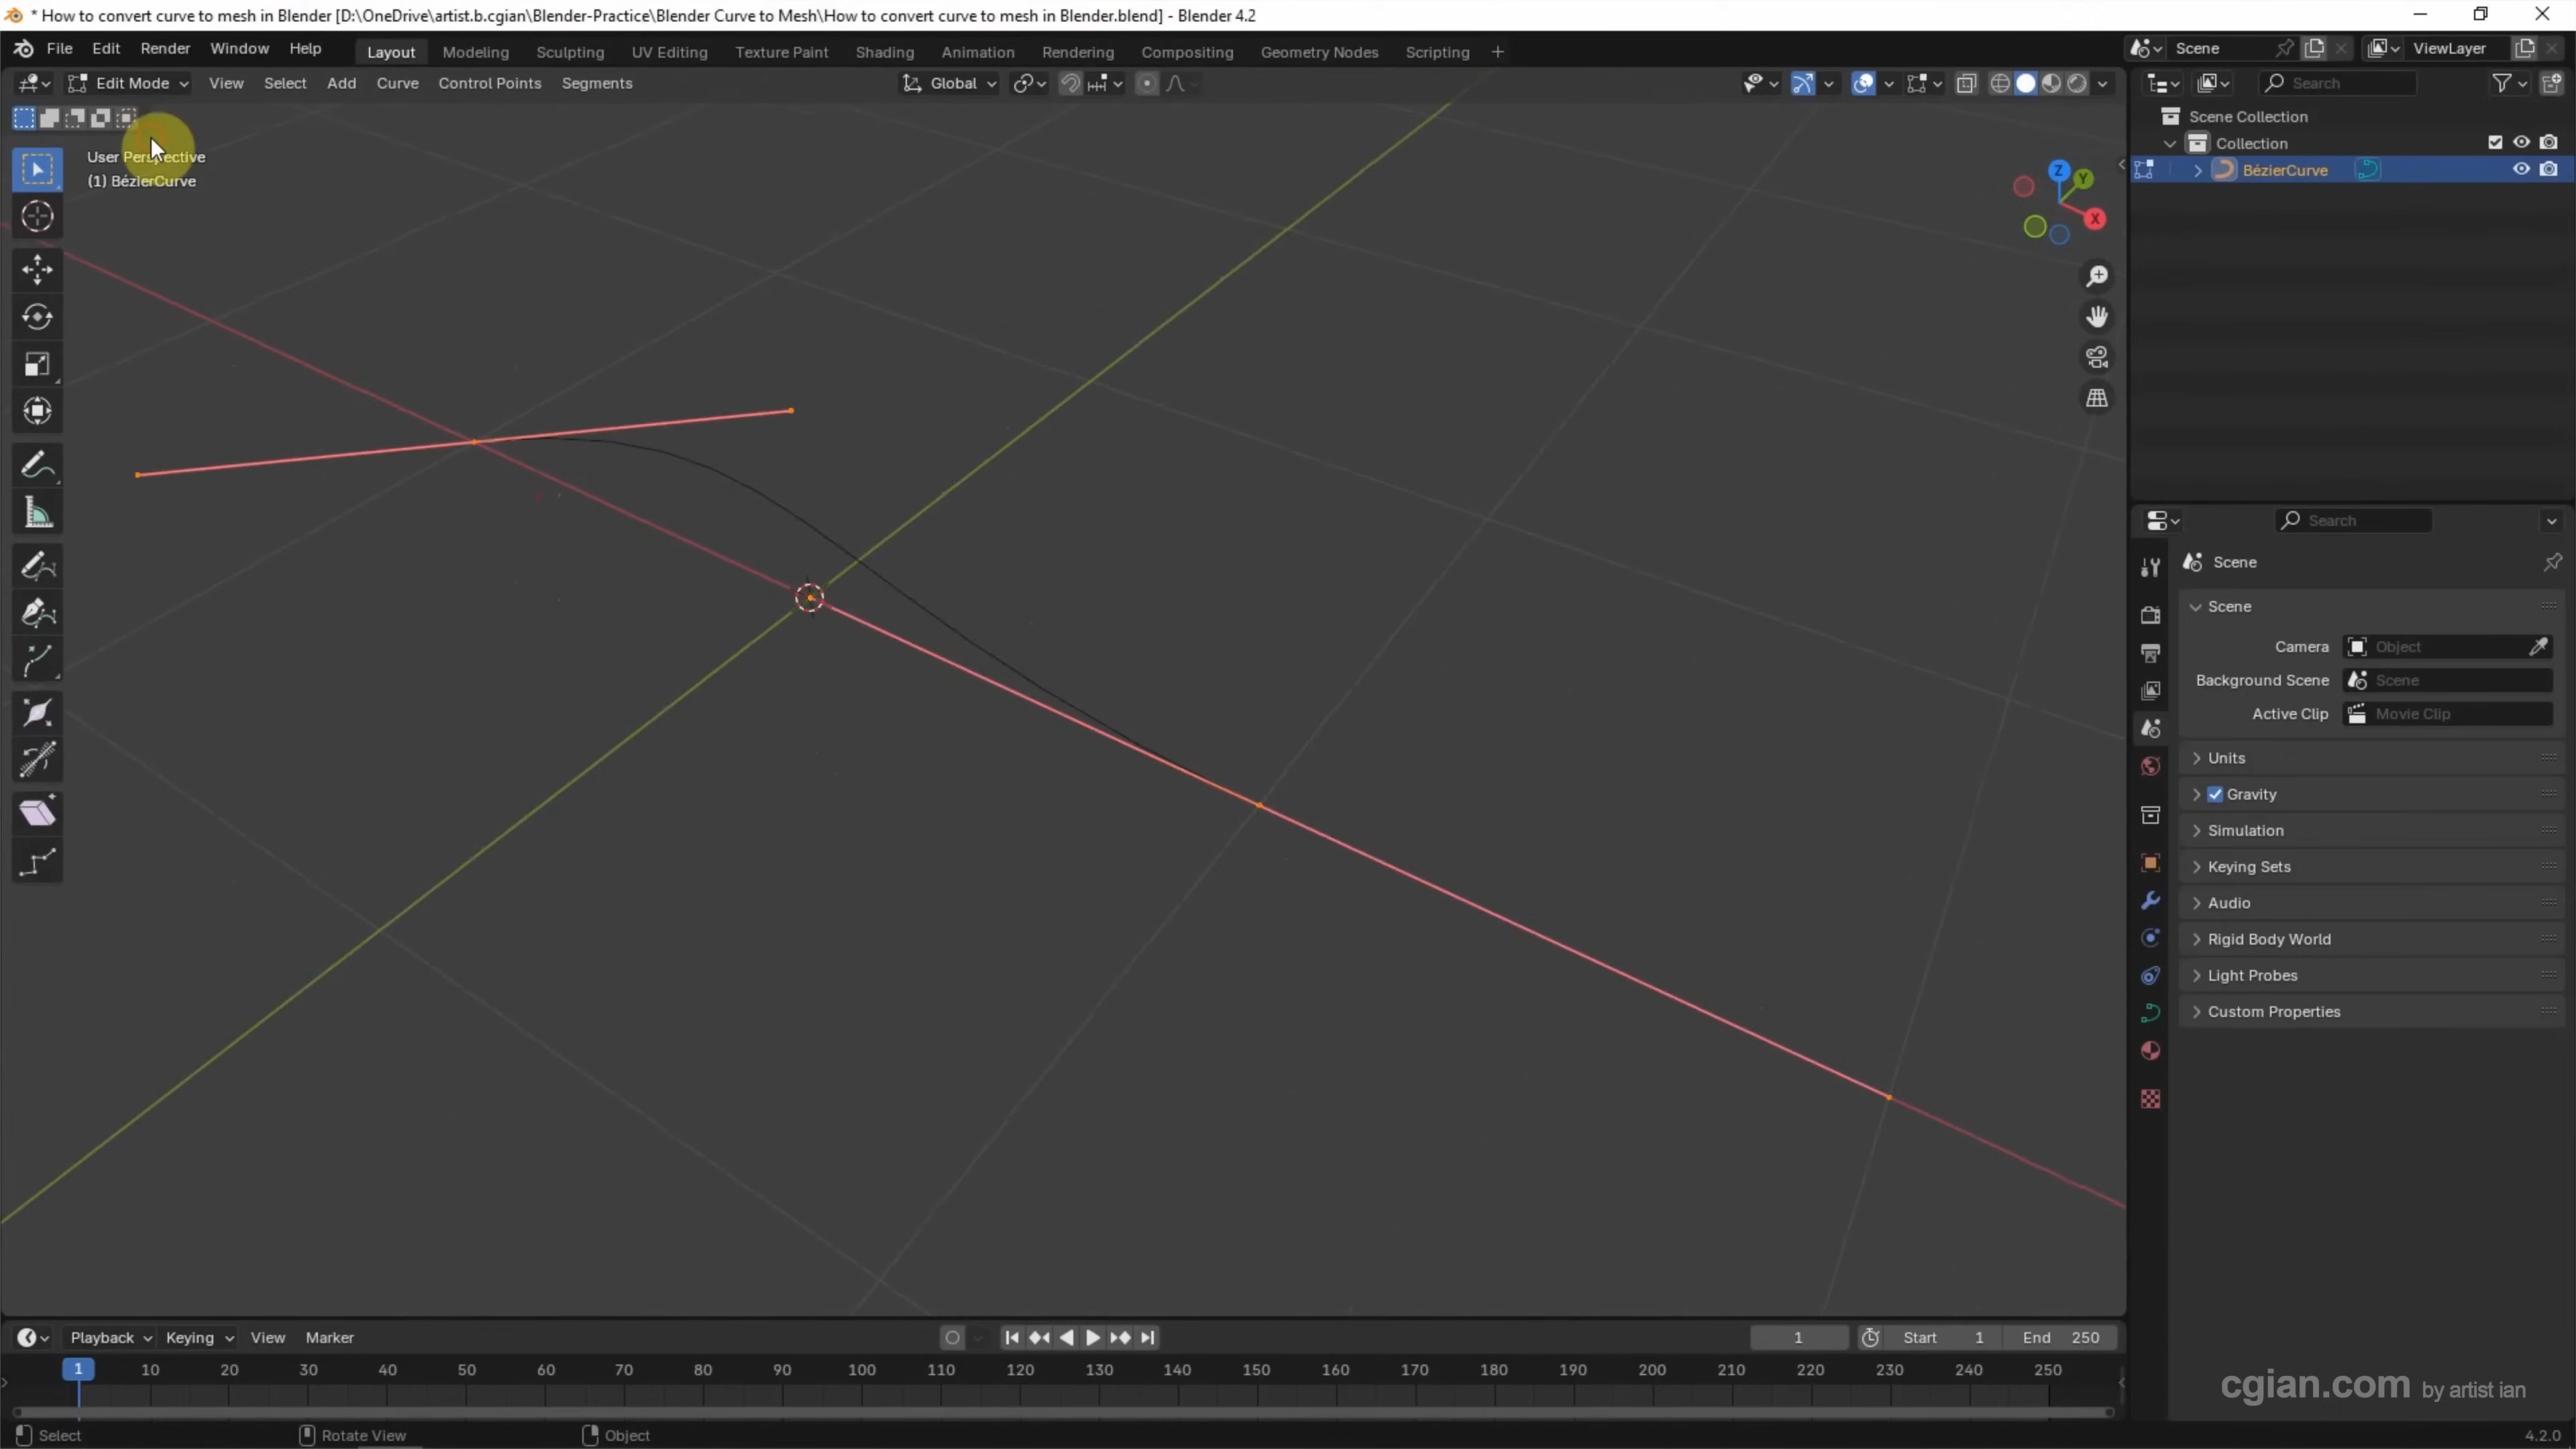 * How to convert curve to mesh in Blender [D:\OneDrive\artist.b.cgian\Blender-Practice\Blender Curve to Mesh\How to convert curve to mesh in Blender.blend] - Blender 4.2
File Edit Render Window Help Layout Modeling Sculpting UV Editing Texture Paint Shading Animation Rendering Compositing Geometry Nodes Scripting + Scene ViewLayer
Edit Mode View Select Add Curve Control Points Segments Global Search
User Perspective
(1) BézierCurve
Scene Collection
Collection
BézierCurve
Z
Y
X
Search
Scene
Scene
Camera Object
Background Scene Scene
Active Clip Movie Clip
Units
Gravity
Simulation
Keying Sets
Audio
Rigid Body World
Light Probes
Custom Properties
Playback Keying View Marker 1 Start 1 End 250
1 10 20 30 40 50 60 70 80 90 100 110 120 130 140 150 160 170 180 190 200 210 220 230 240 250
cgian.com by artist ian
Select Rotate View Object 4.2.0